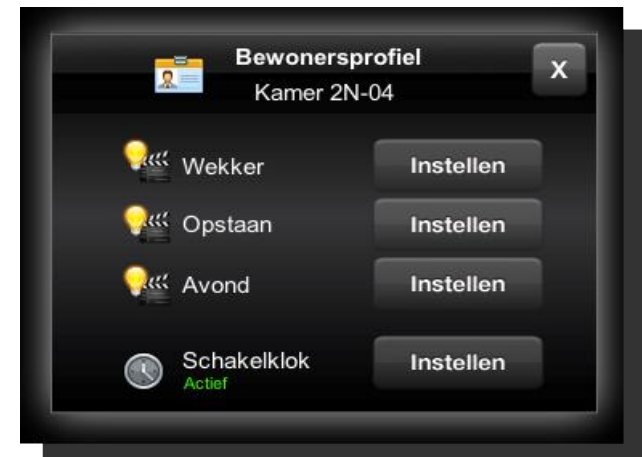 Bewonersprofiel
Kamer 2N-04
X
Wekker Instellen
Opstaan Instellen
Avond Instellen
Schakelklok Instellen
Actief